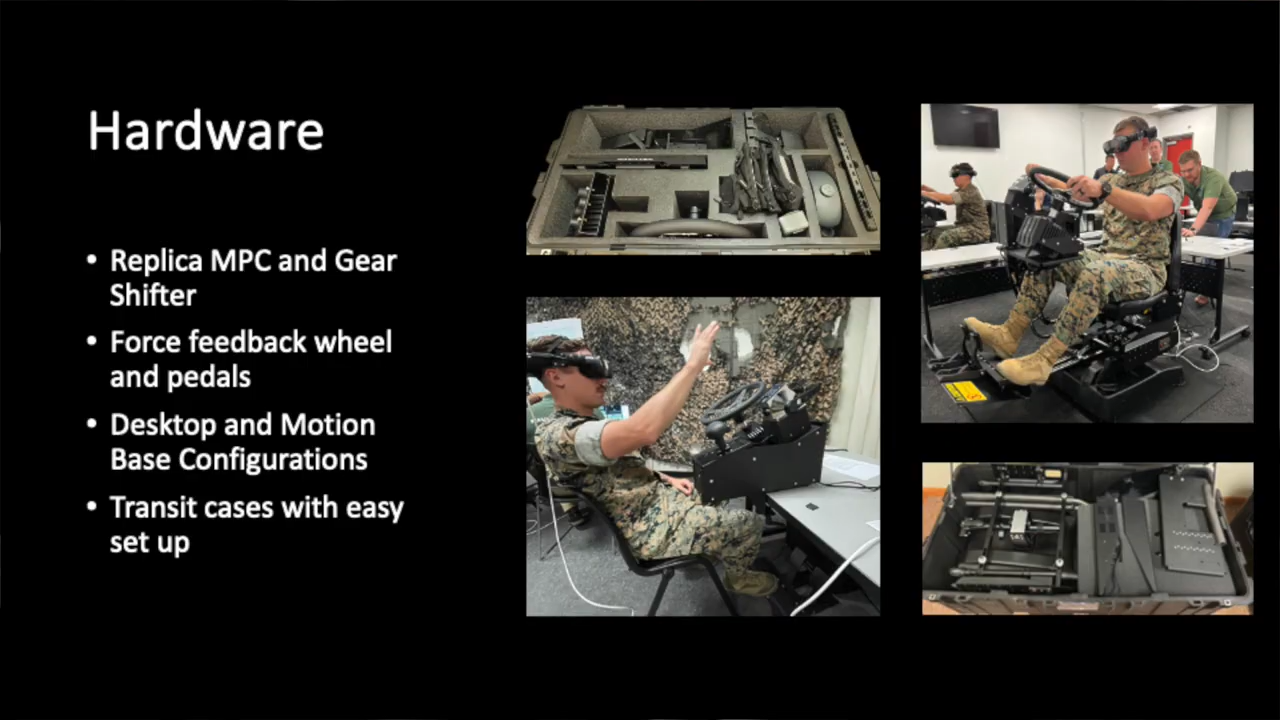 Hardware
• Replica MPC and Gear
Shifter
• Force feedback wheel
and pedals
• Desktop and Motion
Base Configurations
• Transit cases with easy
set up